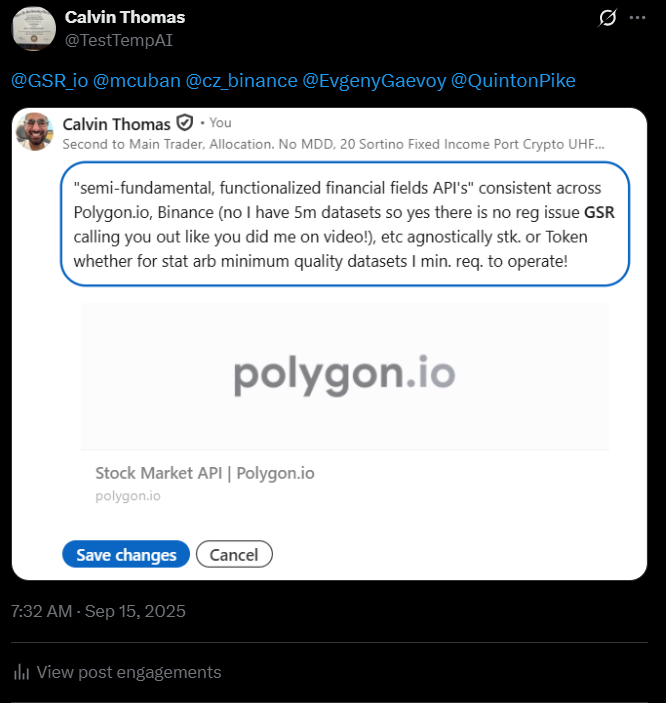 Calvin Thomas
@TestTempAI
@GSR_io @mcuban @cz_binance @EvgenyGaevoy @QuintonPike
Calvin Thomas • You
Second to Main Trader, Allocation. No MDD, 20 Sortino Fixed Income Port Crypto UHF...
"semi-fundamental, functionalized financial fields API's" consistent across
Polygon.io, Binance (no I have 5m datasets so yes there is no reg issue GSR
calling you out like you did me on video!), etc agnostically stk. or Token
whether for stat arb minimum quality datasets I min. req. to operate!
polygon.io
Stock Market API | Polygon.io
polygon.io
Save changes Cancel
7:32 AM · Sep 15, 2025
View post engagements